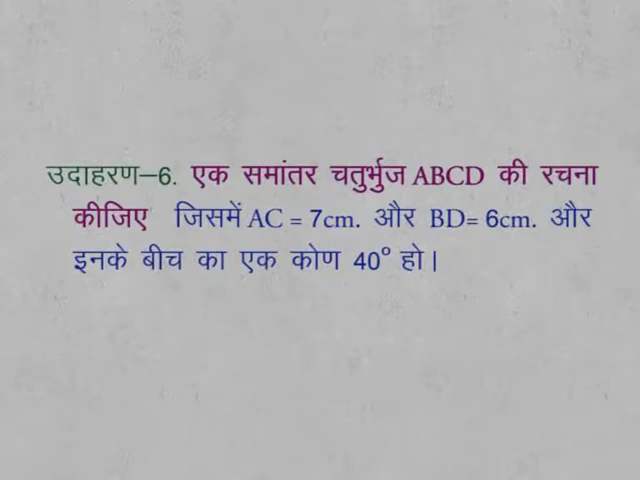 उदाहरण–6. एक समांतर चतुर्भुज ABCD की रचना
कीजिए जिसमें AC = 7cm. और BD= 6cm. और
इनके बीच का एक कोण 40° हो।